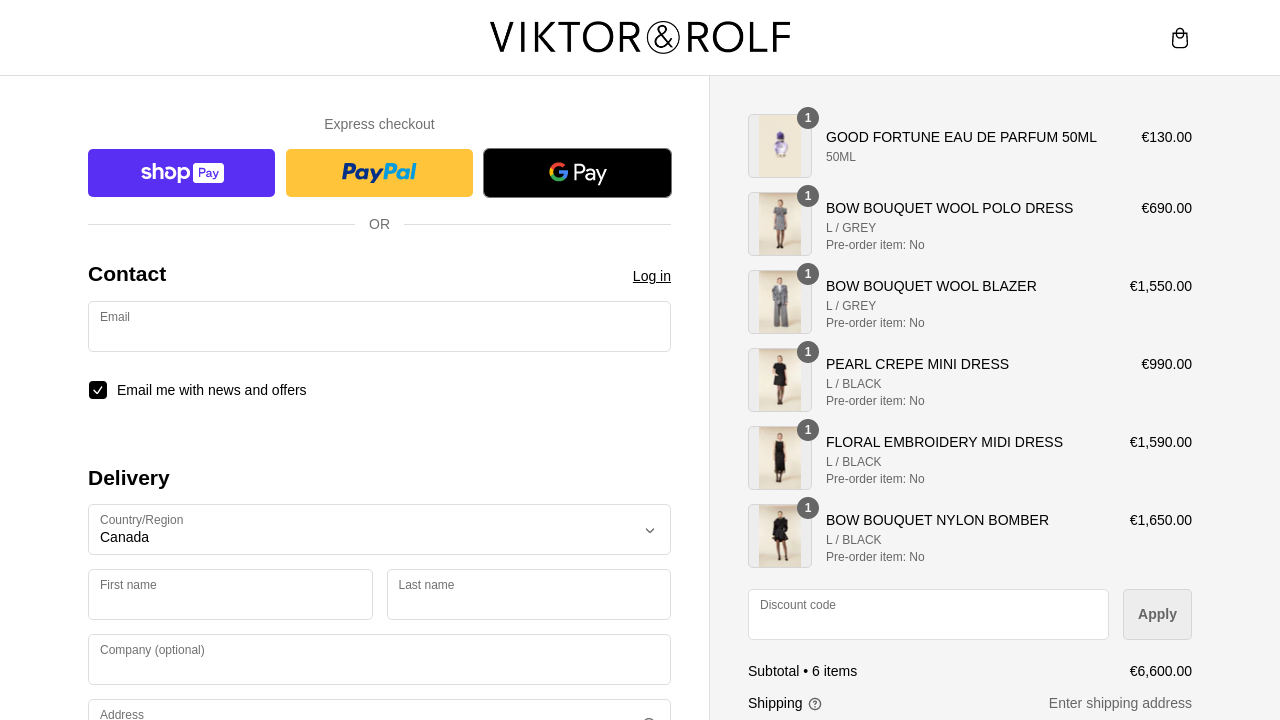 VIKTOR&ROLF
Express checkout
shop Pay
PayPal
G Pay
OR
Contact
Log in
Email
Email me with news and offers
Delivery
Country/Region
Canada
First name
Last name
Company (optional)
Address
1
GOOD FORTUNE EAU DE PARFUM 50ML
€130.00
50ML
1
BOW BOUQUET WOOL POLO DRESS
€690.00
L / GREY
Pre-order item: No
1
BOW BOUQUET WOOL BLAZER
€1,550.00
L / GREY
Pre-order item: No
1
PEARL CREPE MINI DRESS
€990.00
L / BLACK
Pre-order item: No
1
FLORAL EMBROIDERY MIDI DRESS
€1,590.00
L / BLACK
Pre-order item: No
1
BOW BOUQUET NYLON BOMBER
€1,650.00
L / BLACK
Pre-order item: No
Discount code
Apply
Subtotal • 6 items
€6,600.00
Shipping
Enter shipping address